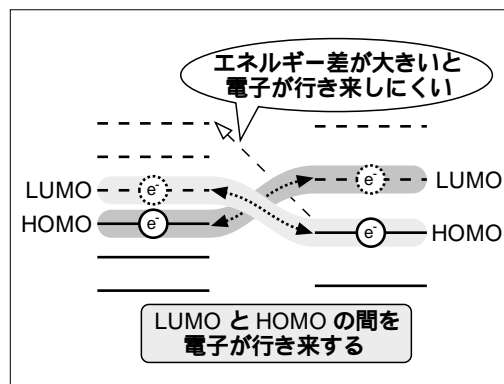 エネルギー差が大きいと
電子が行き来しにくい
LUMO
e-
e-
LUMO
HOMO
e-
e-
HOMO
LUMO と HOMO の間を
電子が行き来する